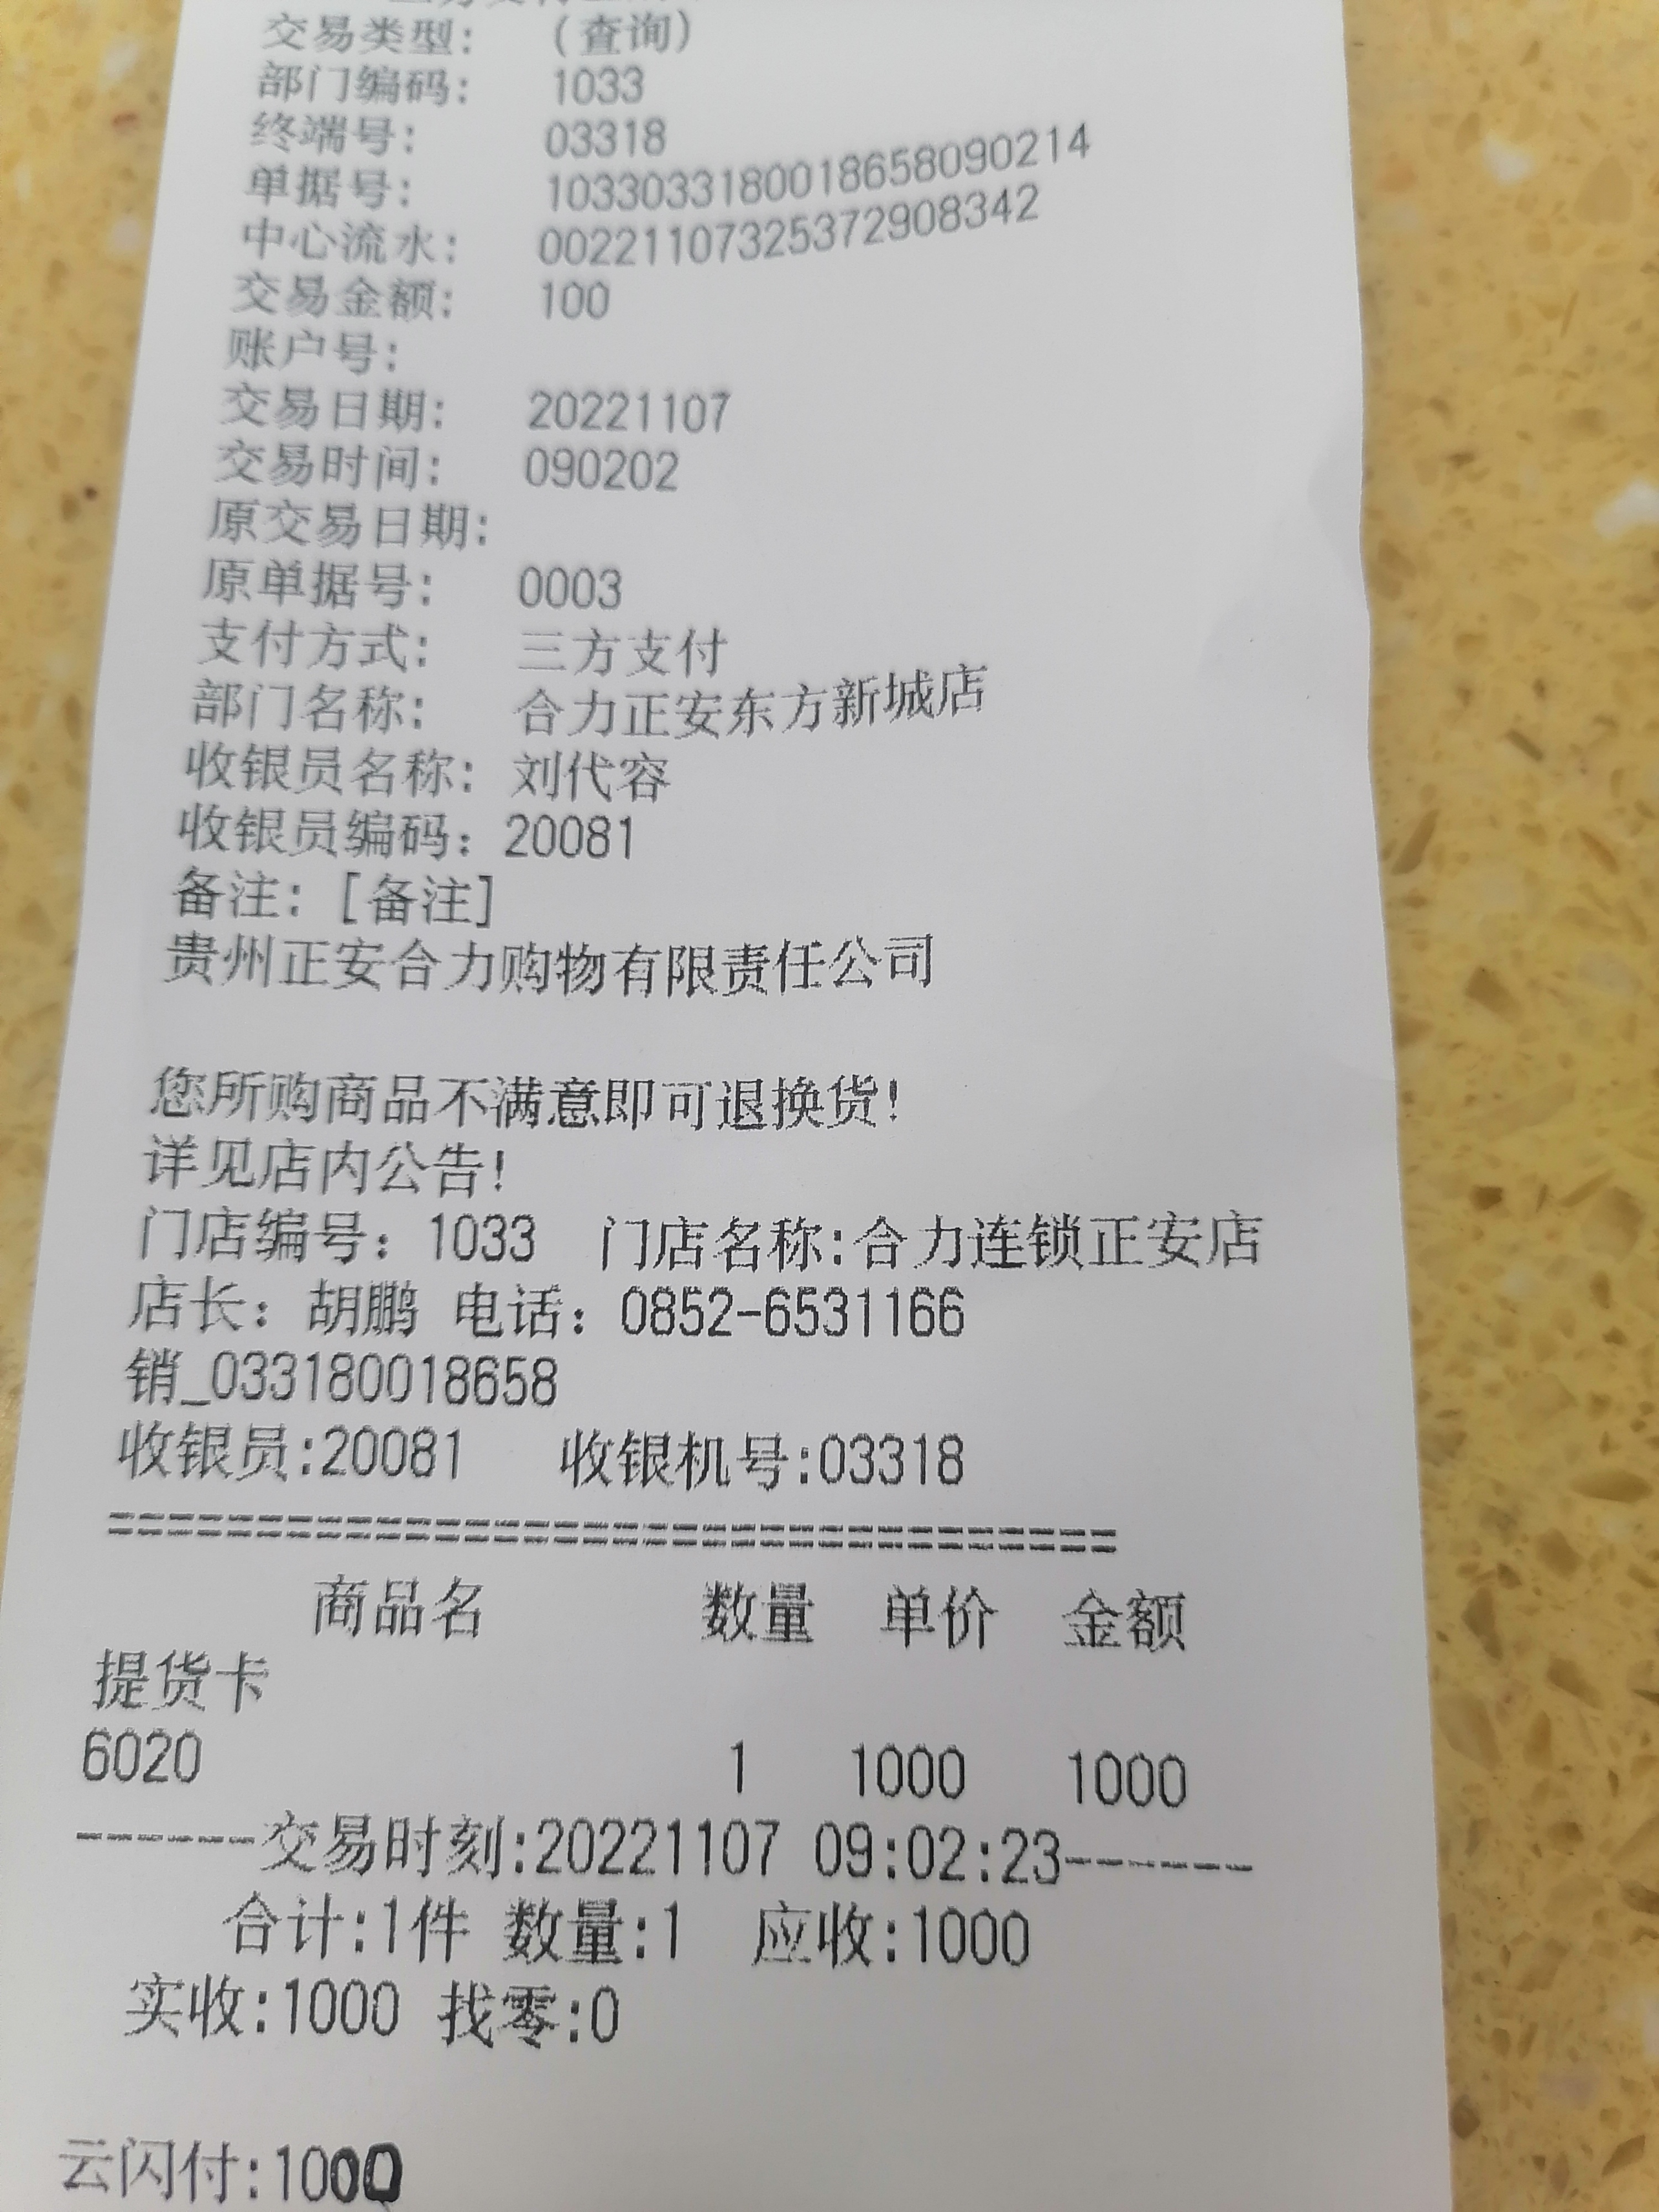 交易类型： （查询）
部门编码： 1033
终端号： 03318
单据号： 1033033180018658090214
中心流水： 00221107325372908342
交易金额： 100
账户号：
交易日期： 20221107
交易时间： 090202
原交易日期：
原单据号： 0003
支付方式： 三方支付
部门名称： 合力正安东方新城店
收银员名称： 刘代容
收银员编码：20081
备注：[备注]
贵州正安合力购物有限责任公司
您所购商品不满意即可退换货！
详见店内公告！
门店编号：1033 门店名称:合力连锁正安店
店长：胡鹏 电话：0852-6531166
销_033180018658
收银员:20081 收银机号:03318
==================================
商品名 数量 单价 金额
提货卡
6020 1 1000 1000
------交易时刻:20221107 09:02:23------
合计:1件 数量:1 应收:1000
实收:1000 找零:0
云闪付:1000